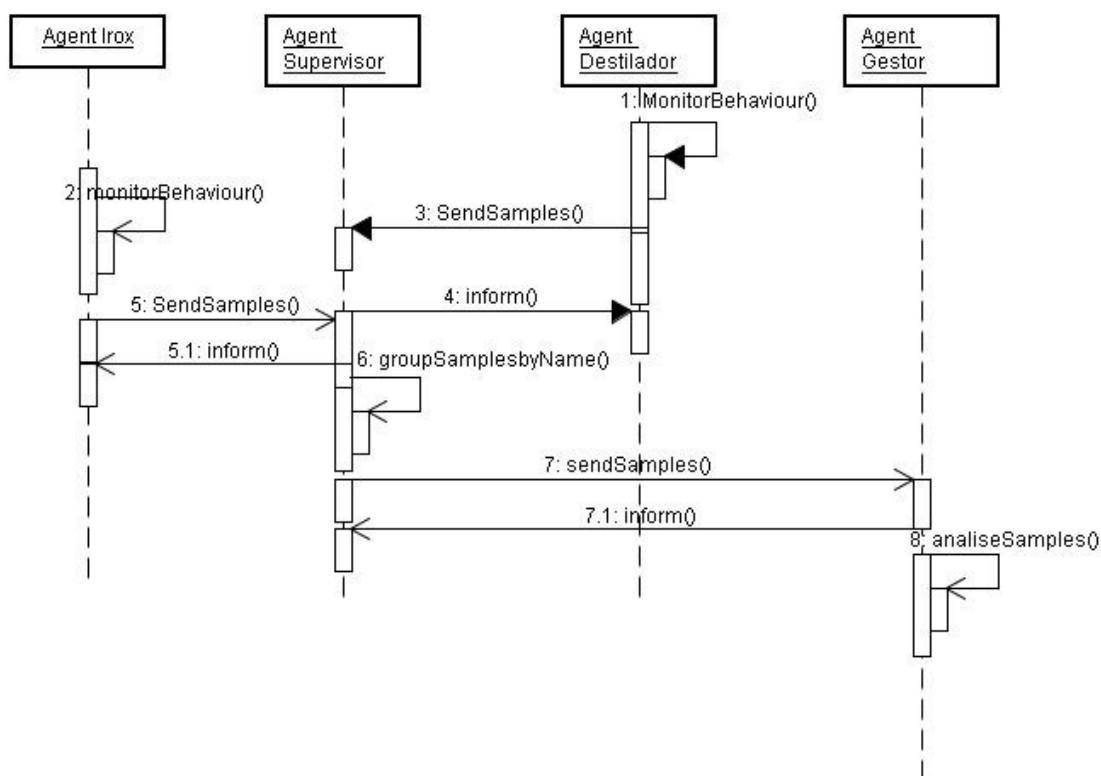 Agent Irox
Agent
Supervisor
Agent
Destilador
Agent
Gestor
1: MonitorBehaviour()
2: monitorBehaviour()
3: SendSamples()
4: inform()
5: SendSamples()
5.1: inform()
6: groupSamplesbyName()
7: sendSamples()
7.1: inform()
8: analiseSamples()